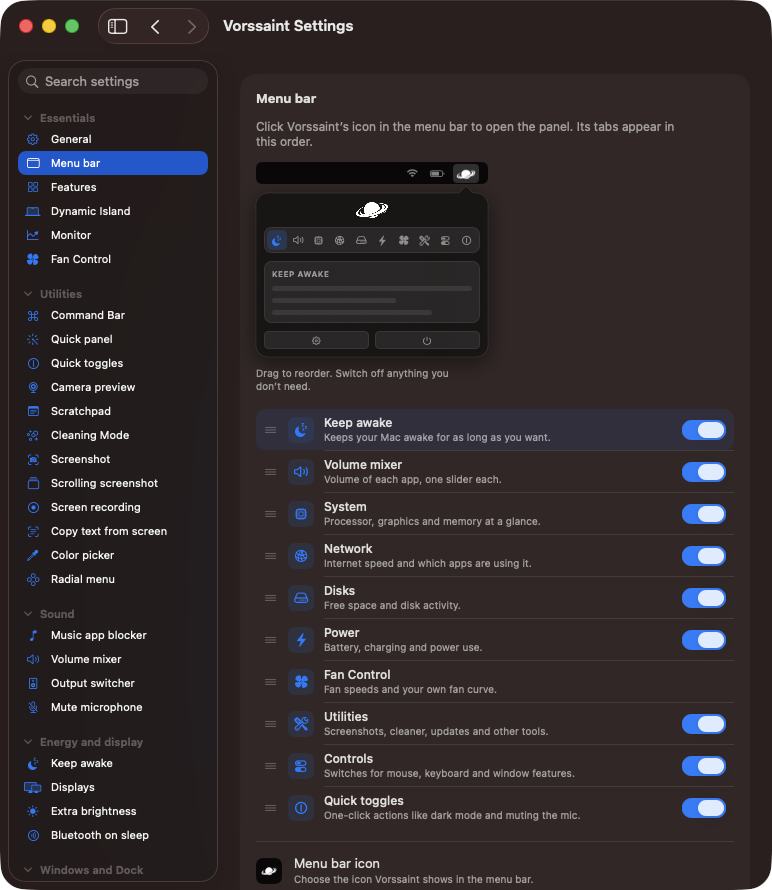 Vorssaint Settings
Search settings
Essentials
General
Menu bar
Features
Dynamic Island
Monitor
Fan Control
Utilities
Command Bar
Quick panel
Quick toggles
Camera preview
Scratchpad
Cleaning Mode
Screenshot
Scrolling screenshot
Screen recording
Copy text from screen
Color picker
Radial menu
Sound
Music app blocker
Volume mixer
Output switcher
Mute microphone
Energy and display
Keep awake
Displays
Extra brightness
Bluetooth on sleep
Windows and Dock
Menu bar
Click Vorssaint's icon in the menu bar to open the panel. Its tabs appear in
this order.
KEEP AWAKE
Drag to reorder. Switch off anything you
don't need.
Keep awake
Keeps your Mac awake for as long as you want.
Volume mixer
Volume of each app, one slider each.
System
Processor, graphics and memory at a glance.
Network
Internet speed and which apps are using it.
Disks
Free space and disk activity.
Power
Battery, charging and power use.
Fan Control
Fan speeds and your own fan curve.
Utilities
Screenshots, cleaner, updates and other tools.
Controls
Switches for mouse, keyboard and window features.
Quick toggles
One-click actions like dark mode and muting the mic.
Menu bar icon
Choose the icon Vorssaint shows in the menu bar.